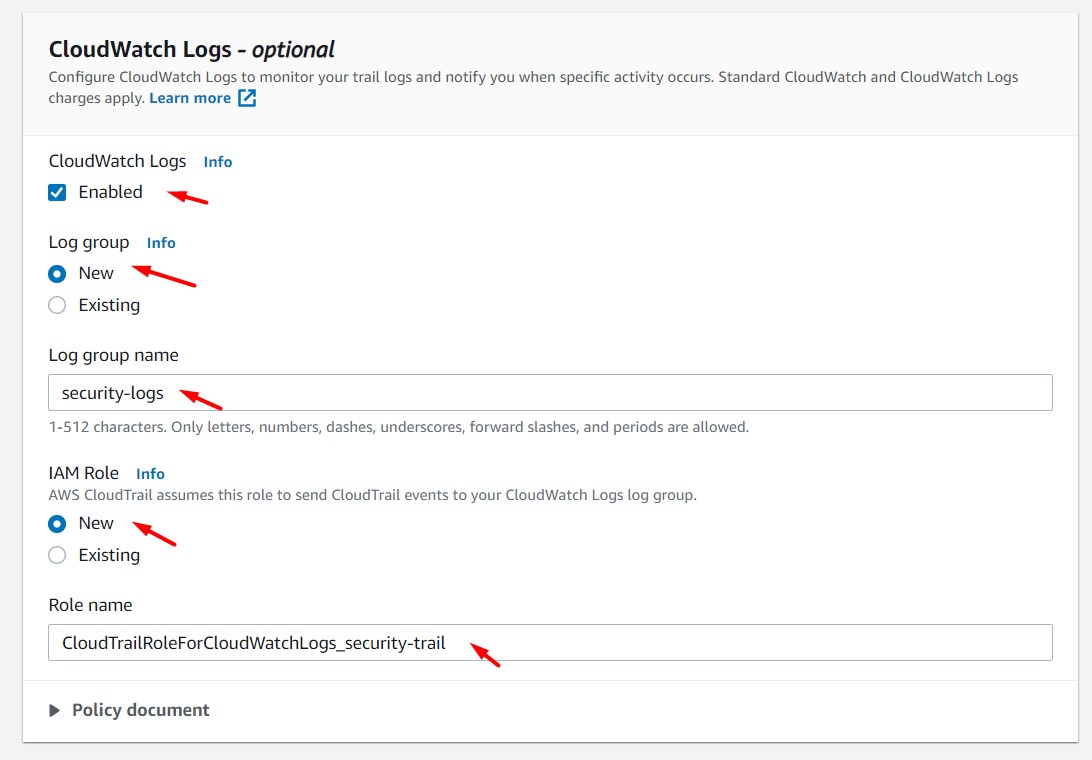 CloudWatch Logs - optional
Configure CloudWatch Logs to monitor your trail logs and notify you when specific activity occurs. Standard CloudWatch and CloudWatch Logs
charges apply. Learn more
CloudWatch Logs Info
Enabled
Log group Info
New
Existing
Log group name
security-logs
1-512 characters. Only letters, numbers, dashes, underscores, forward slashes, and periods are allowed.
IAM Role Info
AWS CloudTrail assumes this role to send CloudTrail events to your CloudWatch Logs log group.
New
Existing
Role name
CloudTrailRoleForCloudWatchLogs_security-trail
Policy document